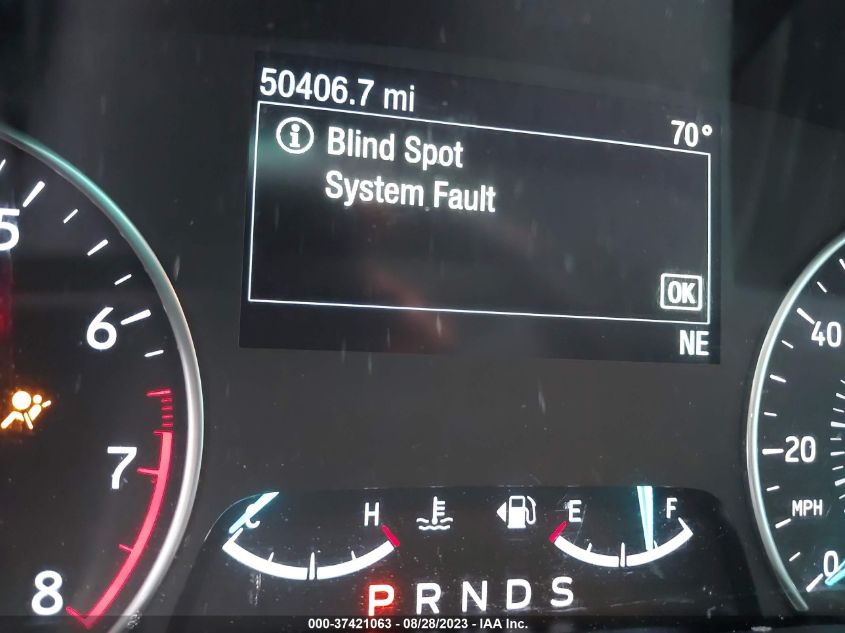 50406.7 mi
70°
Blind Spot
System Fault
OK
NE
5
6
7
8
40
20
MPH
0
C
H
E
F
P R N D S
000-37421063 - 08/28/2023 - IAA Inc.